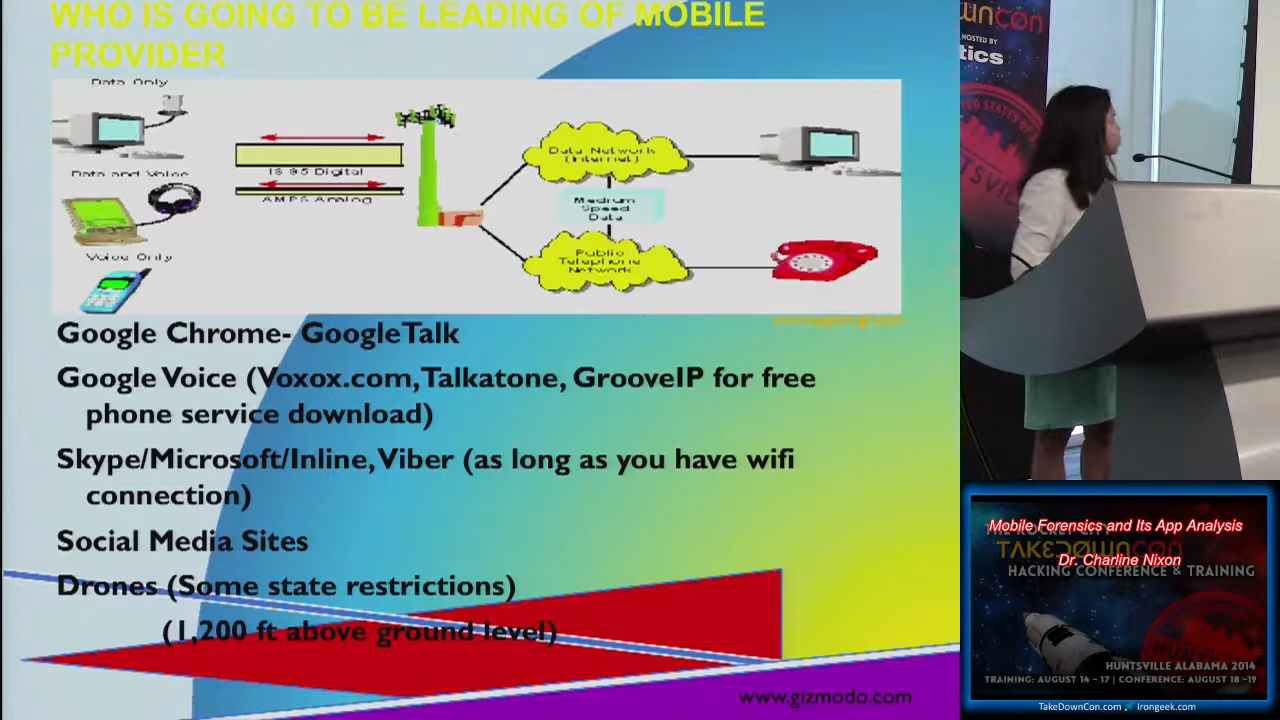 WHO IS GOING TO BE LEADING OF MOBILE
PROVIDER
Data Only
Data and Voice
Voice Only
IS 95 Digital
AMPS Analog
Data Network
(Internet)
Medium
Speed
Data
Public
Telephone
Network
Google Chrome- GoogleTalk
Google Voice (Voxox.com, Talkatone, GrooveIP for free
phone service download)
Skype/Microsoft/Inline, Viber (as long as you have wifi
connection)
Social Media Sites
Drones (Some state restrictions)
(1,200 ft above ground level)
www.gizmodo.com
HOSTED BY
Mobile Forensics and Its App Analysis
THE ROCKET CITY
TAKEDOWNCON
Dr. Charline Nixon
HACKING CONFERENCE & TRAINING
HUNTSVILLE ALABAMA 2014
TRAINING: AUGUST 14 - 17 | CONFERENCE: AUGUST 18 -19
TakeDownCon.com
Irongeek.com